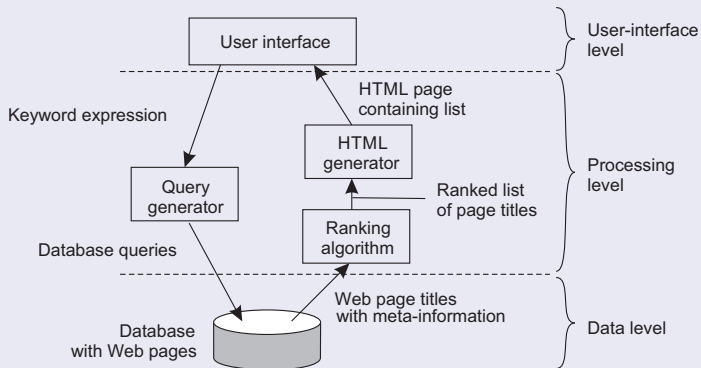 User interface
User-interface
level
HTML page
containing list
Keyword expression
HTML
generator
Processing
level
Query
generator
Ranked list
of page titles
Ranking
algorithm
Database queries
Web page titles
with meta-information
Database
with Web pages
Data level